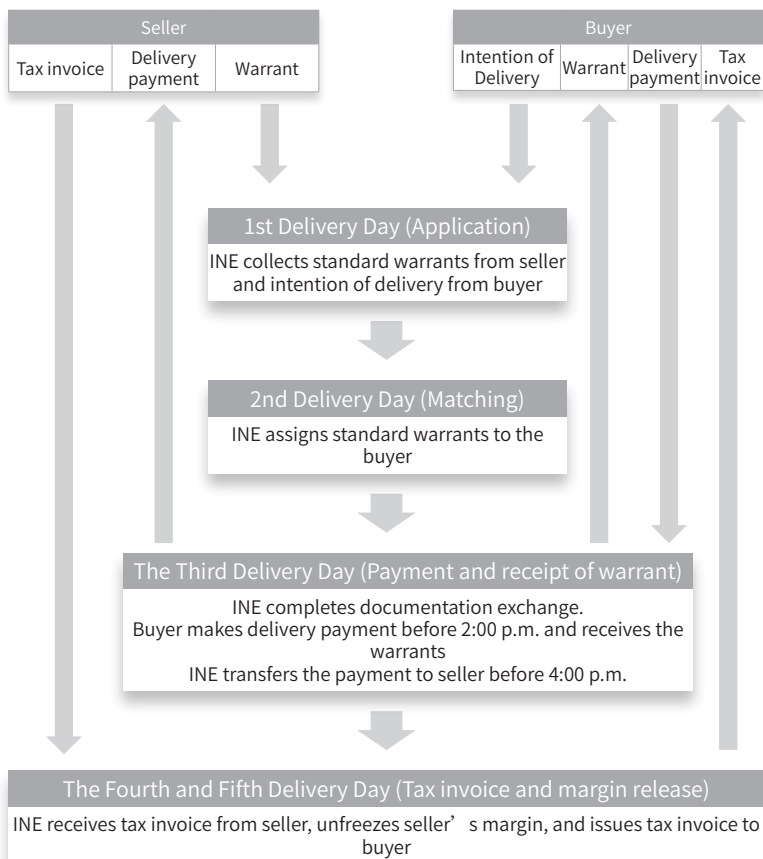 Seller
Tax invoice
Delivery
payment
Warrant
Buyer
Intention of
Delivery
Warrant
Delivery
payment
Tax
invoice
1st Delivery Day (Application)
INE collects standard warrants from seller
and intention of delivery from buyer
2nd Delivery Day (Matching)
INE assigns standard warrants to the
buyer
The Third Delivery Day (Payment and receipt of warrant)
INE completes documentation exchange.
Buyer makes delivery payment before 2:00 p.m. and receives the
warrants
INE transfers the payment to seller before 4:00 p.m.
The Fourth and Fifth Delivery Day (Tax invoice and margin release)
INE receives tax invoice from seller, unfreezes seller’ s margin, and issues tax invoice to
buyer